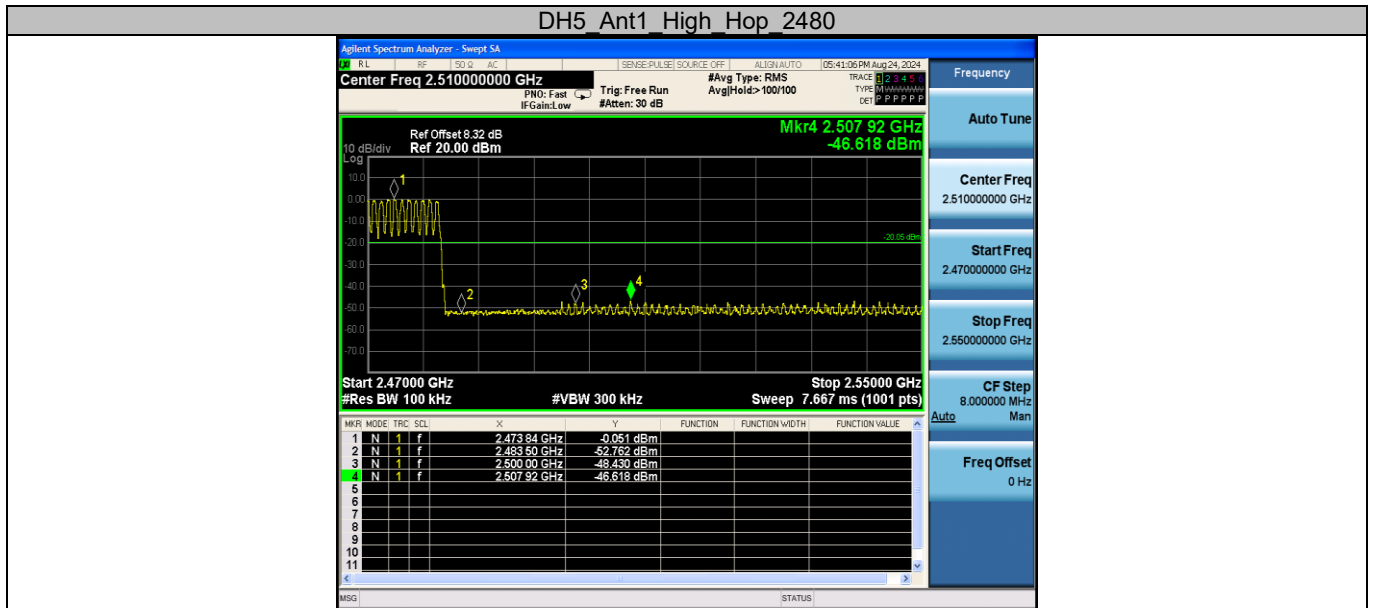 DH5_Ant1_High_Hop_2480
Agilent Spectrum Analyzer - Swept SA
RL RF 50 Ω AC SENSE:PULSE SOURCE OFF ALIGN AUTO 05:41:06 PM Aug 24, 2024
Center Freq 2.510000000 GHz #Avg Type: RMS TRACE 1 2 3 4 5 6
PNO: Fast Trig: Free Run Avg|Hold:>100/100 TYPE M
IFGain:Low #Atten: 30 dB DET P P P P P P
Mkr4 2.507 92 GHz
-46.618 dBm
Ref Offset 8.32 dB
10 dB/div Ref 20.00 dBm
Log
10.0
0.00
-10.0
-20.0
-30.0
-40.0
-50.0
-60.0
-70.0
1
2
3
4
-20.05 dBm
Start 2.47000 GHz Stop 2.55000 GHz
#Res BW 100 kHz #VBW 300 kHz Sweep 7.667 ms (1001 pts)
MKR MODE TRC SCL X Y FUNCTION FUNCTION WIDTH FUNCTION VALUE
1 N 1 f 2.473 84 GHz -0.051 dBm
2 N 1 f 2.483 50 GHz -52.762 dBm
3 N 1 f 2.500 00 GHz -48.430 dBm
4 N 1 f 2.507 92 GHz -46.618 dBm
5
6
7
8
9
10
11
MSG STATUS
Frequency
Auto Tune
Center Freq
2.510000000 GHz
Start Freq
2.470000000 GHz
Stop Freq
2.550000000 GHz
CF Step
8.000000 MHz
Auto Man
Freq Offset
0 Hz